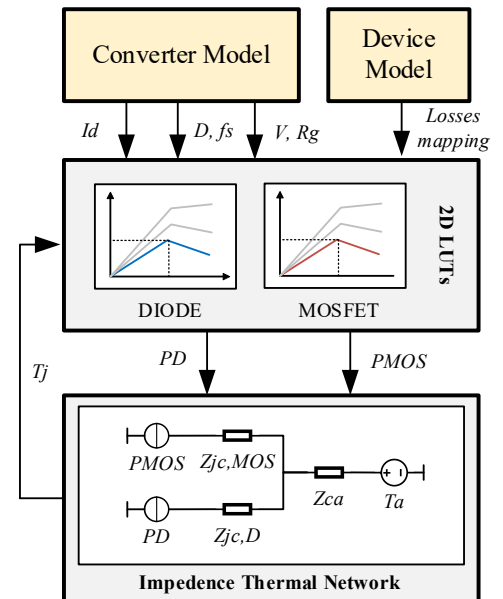 Converter Model
Device
Model
Id
D, fs
V, Rg
Losses
mapping
2D LUTs
DIODE
MOSFET
Tj
PD
PMOS
PMOS
Zjc,MOS
Zca
Ta
PD
Zjc,D
Impedence Thermal Network